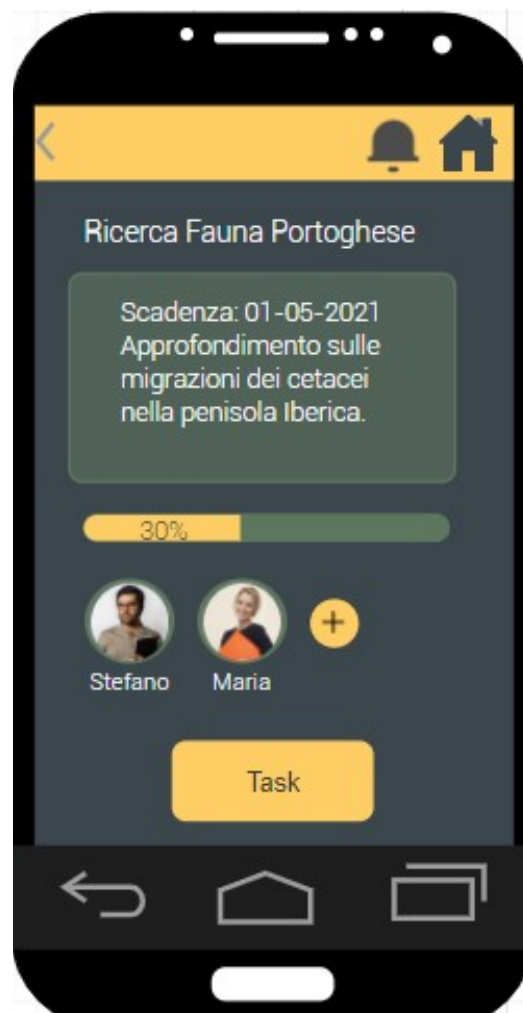 Ricerca Fauna Portoghese
Scadenza: 01-05-2021
Approfondimento sulle
migrazioni dei cetacei
nella penisola Iberica.
30%
Stefano Maria
Task